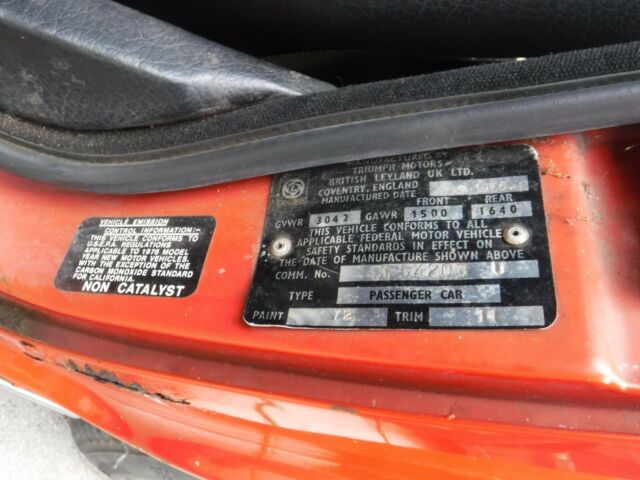 VEHICLE EMISSION
CONTROL INFORMATION:-
THIS VEHICLE CONFORMS TO
U.S.E.P.A. REGULATIONS
APPLICABLE TO 1976 MODEL
YEAR NEW MOTOR VEHICLES,
WITH THE EXCEPTION OF THE
CARBON MONOXIDE STANDARD
FOR CALIFORNIA.
NON CATALYST
MANUFACTURED BY
TRIUMPH MOTORS
BRITISH LEYLAND UK LTD.
COVENTRY, ENGLAND
MANUFACTURED DATE
FRONT REAR
GVWR 3042 GAWR 1500 1640
THIS VEHICLE CONFORMS TO ALL
APPLICABLE FEDERAL MOTOR VEHICLE
SAFETY STANDARDS IN EFFECT ON
THE DATE OF MANUFACTURE SHOWN ABOVE
COMM. No. U
TYPE PASSENGER CAR
PAINT 72 TRIM 11